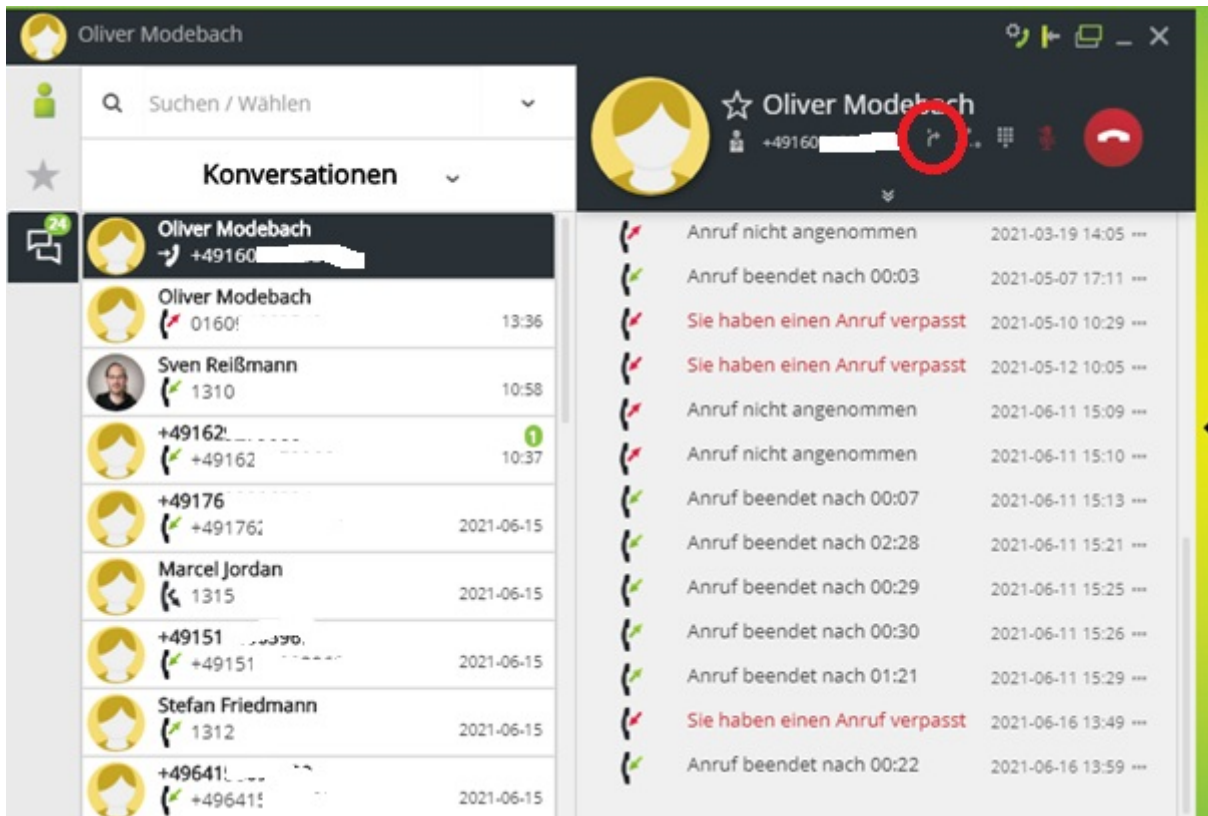 Oliver Modebach
Suchen / Wählen
Konversationen
24
Oliver Modebach
+49160
Oliver Modebach
13:36
Sven Reißmann
1310
10:58
+49162
1
+49162
10:37
+49176
+49176
2021-06-15
Marcel Jordan
1315
2021-06-15
+49151
+49151
2021-06-15
Stefan Friedmann
1312
2021-06-15
+49641
+49641
2021-06-15
Oliver Modebach
+49160
Anruf nicht angenommen 2021-03-19 14:05 ···
Anruf beendet nach 00:03 2021-05-07 17:11 ···
Sie haben einen Anruf verpasst 2021-05-10 10:29 ···
Sie haben einen Anruf verpasst 2021-05-12 10:05 ···
Anruf nicht angenommen 2021-06-11 15:09 ···
Anruf nicht angenommen 2021-06-11 15:10 ···
Anruf beendet nach 00:07 2021-06-11 15:13 ···
Anruf beendet nach 02:28 2021-06-11 15:21 ···
Anruf beendet nach 00:29 2021-06-11 15:25 ···
Anruf beendet nach 00:30 2021-06-11 15:26 ···
Anruf beendet nach 01:21 2021-06-11 15:29 ···
Sie haben einen Anruf verpasst 2021-06-16 13:49 ···
Anruf beendet nach 00:22 2021-06-16 13:59 ···